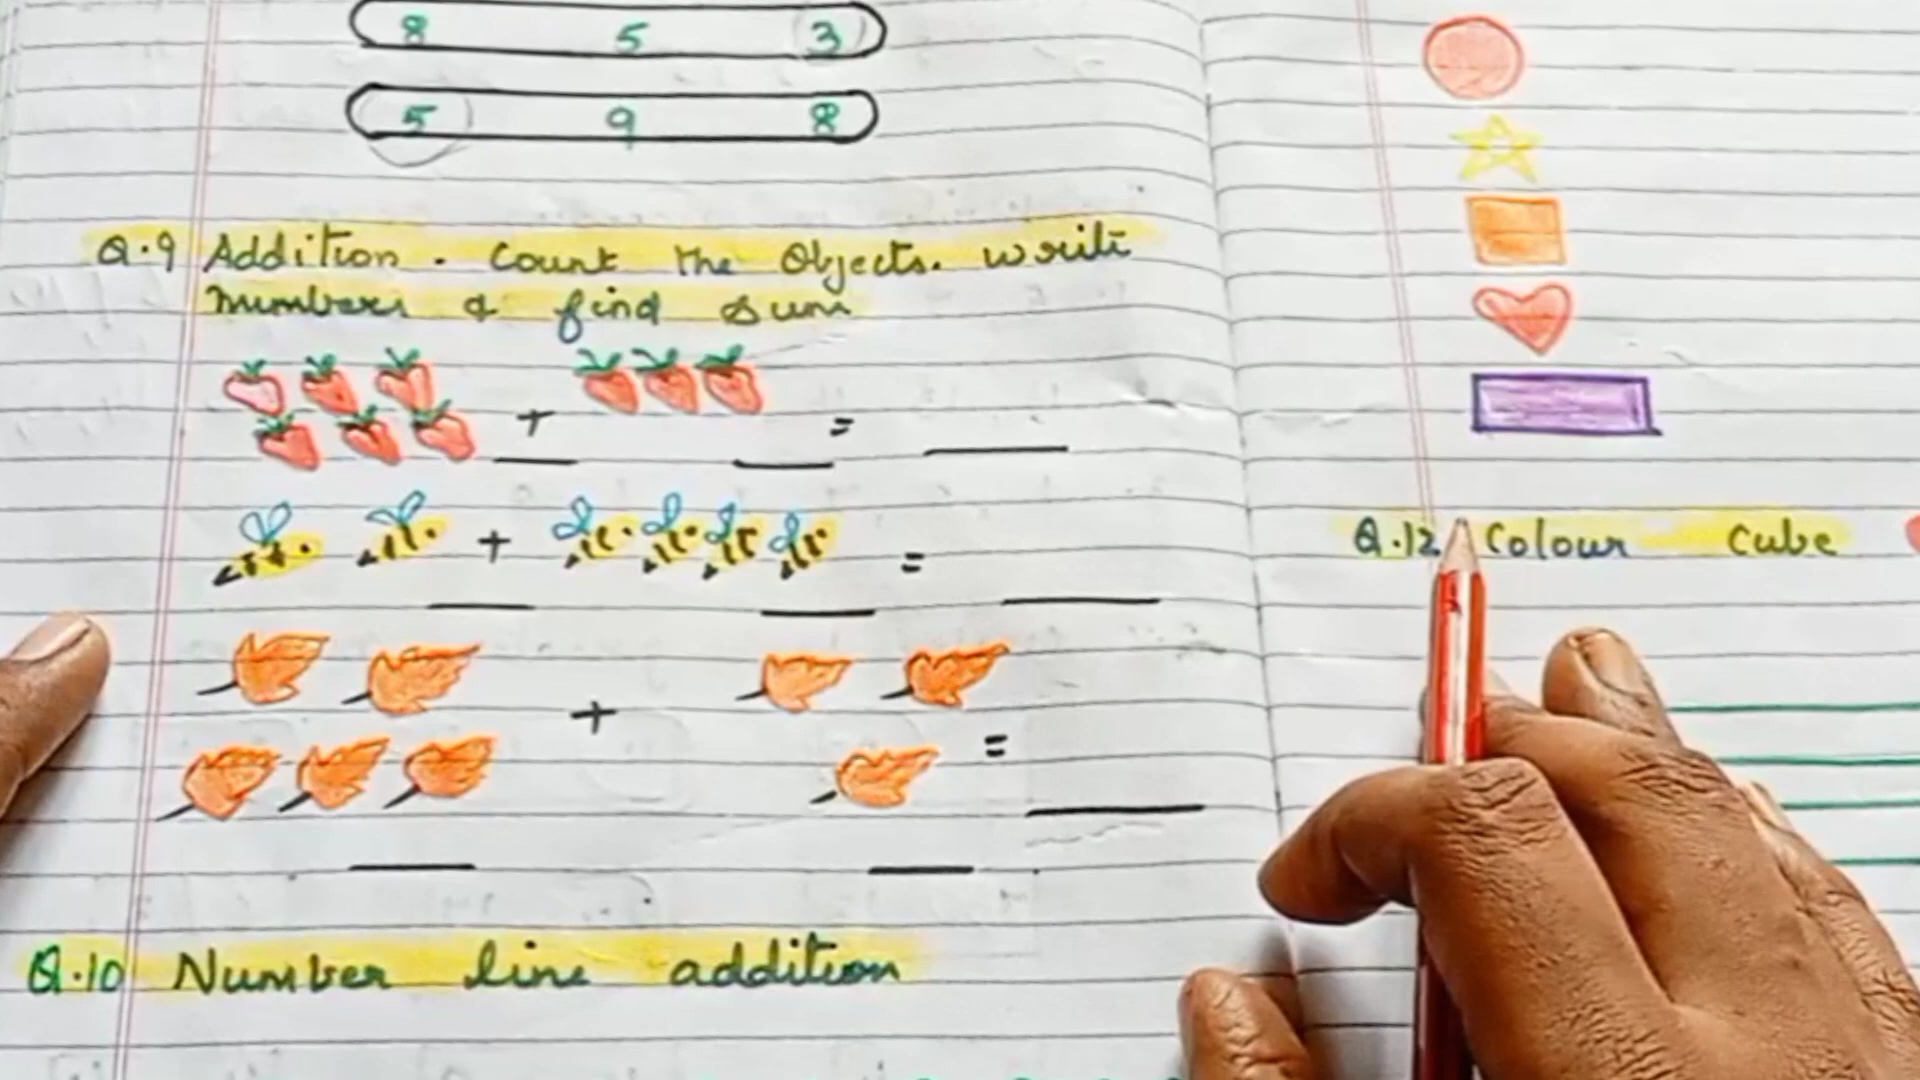 8 5 3
5 9 8
Q.9 Addition. Count the Objects. write
numbers & find sum
+ =
+ =
+ =
Q.10 Number line addition
Q.12 Colour Cube